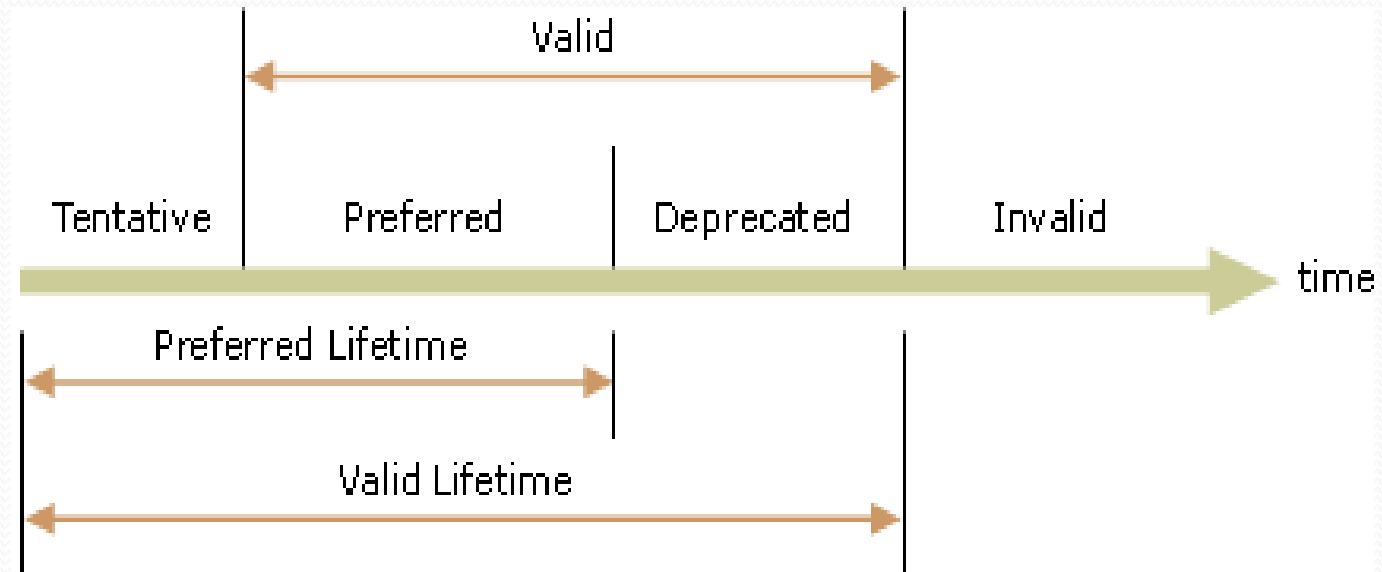 Valid
Tentative Preferred Deprecated Invalid
time
Preferred Lifetime
Valid Lifetime